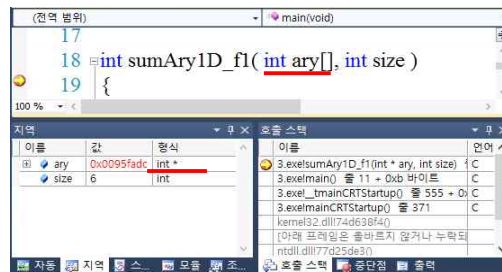 (전역 범위) main(void)
17
18 int sumAry1D_f1( int ary[], int size )
19 {
100 %
지역
이름 값 형식
ary 0x0095fadc int *
size 6 int
자동 지역 스... 모듈 조...
호출 스택
이름 언어
3.exe!sumAry1D_f1(int * ary, int size) C
3.exe!main() 줄 11 + 0xb 바이트 C
3.exe!__tmainCRTStartup() 줄 555 + 0x C
3.exe!mainCRTStartup() 줄 371 C
kernel32.dll!74d638f4()
[아래 프레임은 올바르지 않거나 누락되
ntdll.dll!77d25de3()
호출 스택 중단점 출력